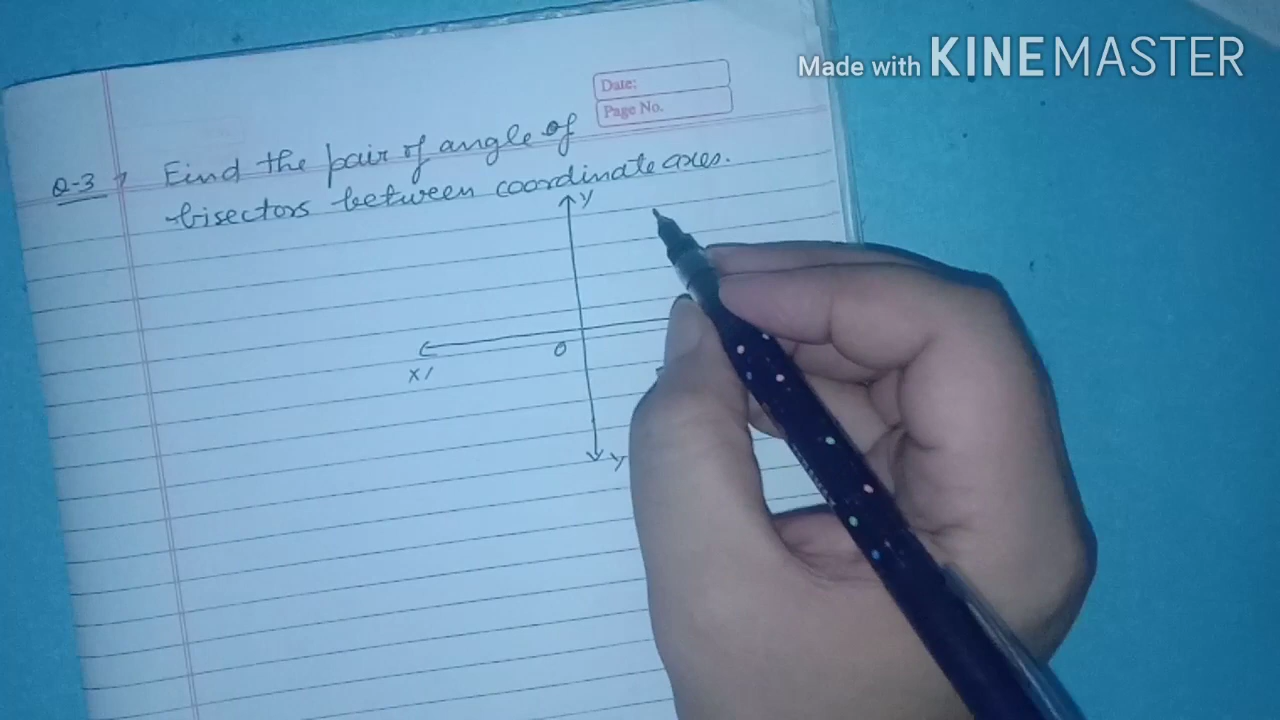 Made with KINEMASTER
Date:
Page No.
Q-3 Find the pair of angle of
bisectors between coordinate axes.
Y
O
X'
Y